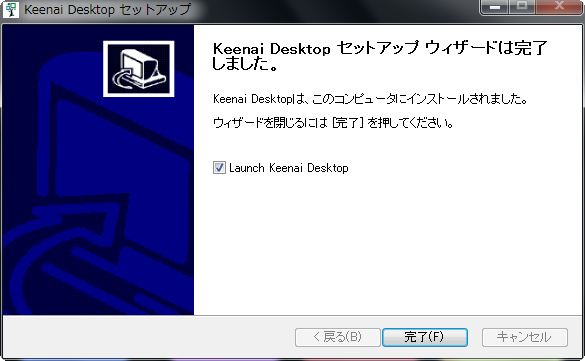 Keenai Desktop セットアップ
Keenai Desktop セットアップ ウィザードは完了
しました。
Keenai Desktopは、このコンピュータにインストールされました。
ウィザードを閉じるには [完了] を押してください。
Launch Keenai Desktop
< 戻る(B)
完了(F)
キャンセル